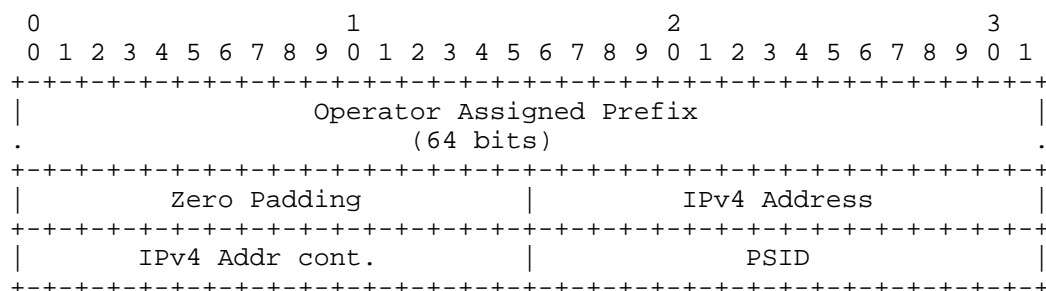 0                   1                   2                   3
 0 1 2 3 4 5 6 7 8 9 0 1 2 3 4 5 6 7 8 9 0 1 2 3 4 5 6 7 8 9 0 1
+-+-+-+-+-+-+-+-+-+-+-+-+-+-+-+-+-+-+-+-+-+-+-+-+-+-+-+-+-+-+-+-+
|                  Operator Assigned Prefix                     |
.                        (64 bits)                              .
+-+-+-+-+-+-+-+-+-+-+-+-+-+-+-+-+-+-+-+-+-+-+-+-+-+-+-+-+-+-+-+-+
|         Zero Padding          |         IPv4 Address          |
+-+-+-+-+-+-+-+-+-+-+-+-+-+-+-+-+-+-+-+-+-+-+-+-+-+-+-+-+-+-+-+-+
|       IPv4 Addr cont.         |             PSID              |
+-+-+-+-+-+-+-+-+-+-+-+-+-+-+-+-+-+-+-+-+-+-+-+-+-+-+-+-+-+-+-+-+